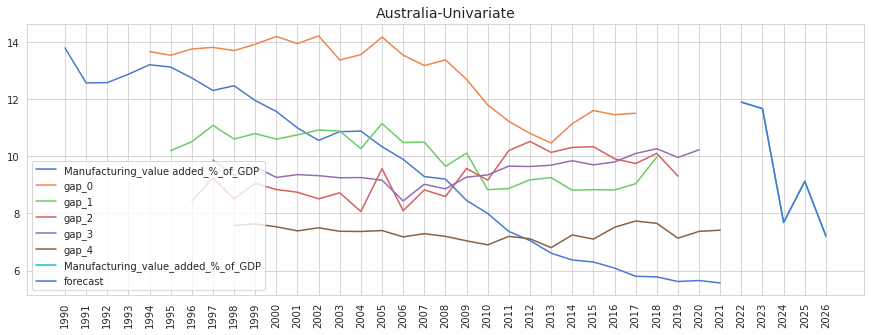 Australia-Univariate
14
12
10
8
6
Manufacturing_value added_%_of_GDP
gap_0
gap_1
gap_2
gap_3
gap_4
Manufacturing_value_added_%_of_GDP
forecast
1990 1991 1992 1993 1994 1995 1996 1997 1998 1999 2000 2001 2002 2003 2004 2005 2006 2007 2008 2009 2010 2011 2012 2013 2014 2015 2016 2017 2018 2019 2020 2021 2022 2023 2024 2025 2026